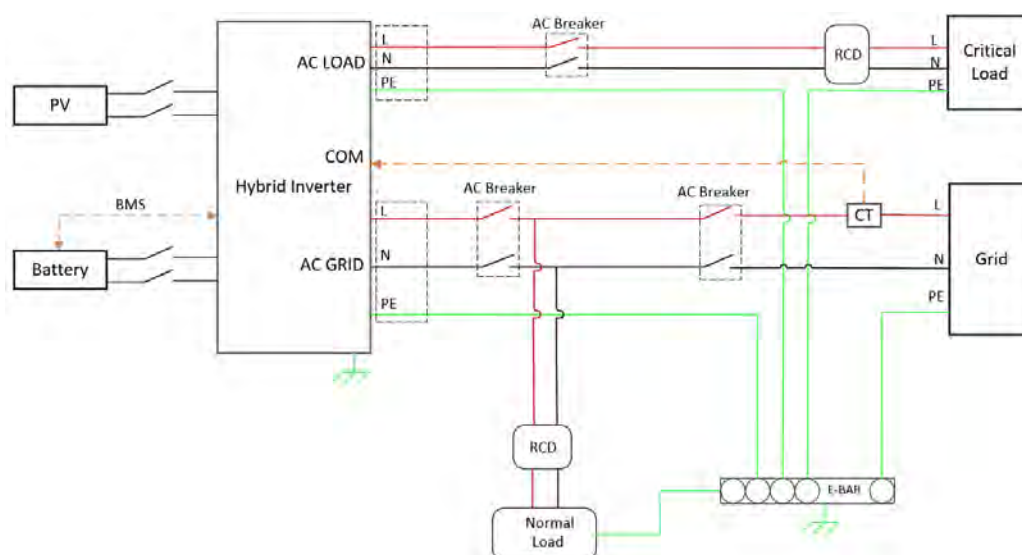 AC Breaker
L
N
PE
AC LOAD
RCD
L
N
PE
Critical
Load
PV
COM
Hybrid Inverter
BMS
Battery
AC Breaker
AC Breaker
L
N
PE
AC GRID
CT
L
N
PE
Grid
RCD
Normal
Load
E-BAR